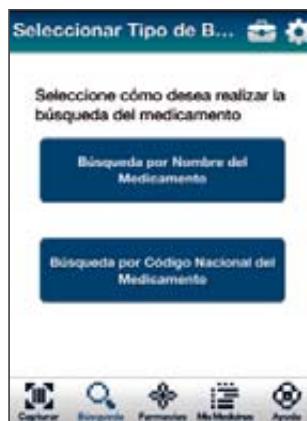 Seleccionar Tipo de B...
Seleccione cómo desea realizar la
búsqueda del medicamento
Búsqueda por Nombre del
Medicamento
Búsqueda por Código Nacional del
Medicamento
Capturar Búsqueda Farmacias Mis Medicinas Ayuda